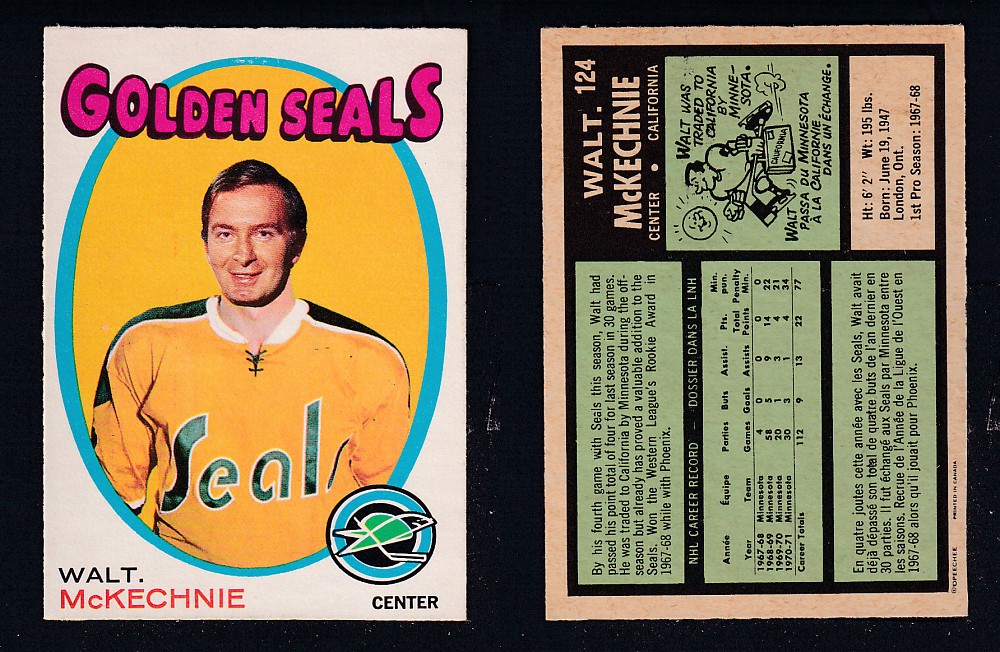 GOLDEN SEALS
Seals
WALT.
McKECHNIE
CENTER
WALT. 124
McKECHNIE
CENTER • CALIFORNIA
WALT WAS
TRADED TO
CALIFORNIA
BY
MINNE-
SOTA.
CALIFORNIA
WALT
PASSA DU MINNESOTA
À LA CALIFORNIE
DANS UN ÉCHANGE.
Ht: 6' 2" Wt: 195 lbs.
Born: June 19, 1947
London, Ont.
1st Pro Season: 1967-68
By his fourth game with Seals this season, Walt had
passed his point total of four for last season in 30 games.
He was traded to California by Minnesota during the off-
season but already has proved a valuable addition to the
Seals. Won the Western League's Rookie Award in
1967-68 while with Phoenix.
NHL CAREER RECORD — DOSSIER DANS LA LNH
Année Équipe Parties Buts Assist. Pts. Min. pun.
Year Team Games Goals Assists Total Points Penalty Min.
1967-68 Minnesota 4 0 0 0 0
1968-69 Minnesota 58 5 9 14 22
1969-70 Minnesota 20 1 3 4 21
1970-71 Minnesota 30 3 1 4 34
Career Totals 112 9 13 22 77
En quatre joutes cette année avec les Seals, Walt avait
déjà dépassé son total de quatre buts de l'an dernier en
30 parties. Il fut échangé aux Seals par Minnesota entre
les saisons. Recrue de l'Année de la Ligue de l'Ouest en
1967-68 alors qu'il jouait pour Phoenix.
©OPEECHEE PRINTED IN CANADA